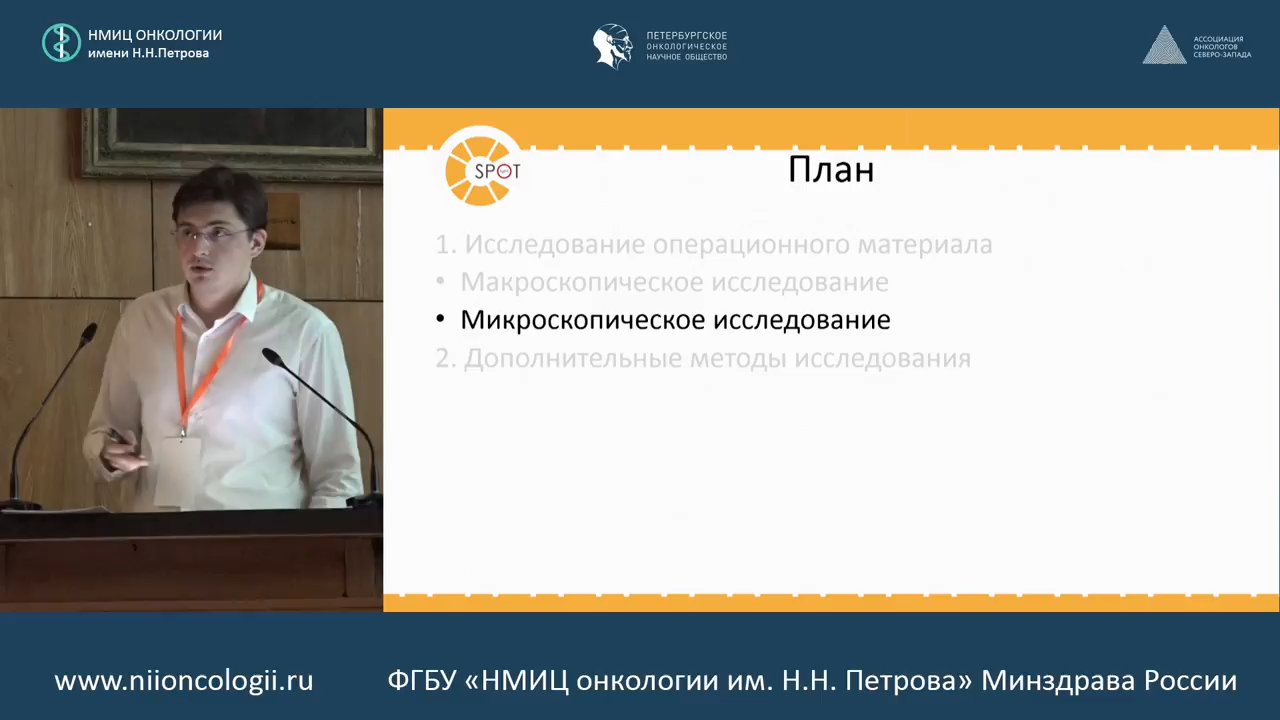 НМИЦ ОНКОЛОГИИ
имени Н.Н.Петрова
ПЕТЕРБУРГСКОЕ
ОНКОЛОГИЧЕСКОЕ
НАУЧНОЕ ОБЩЕСТВО
АССОЦИАЦИЯ
ОНКОЛОГОВ
СЕВЕРО-ЗАПАДА
SPOT
План
1. Исследование операционного материала
• Макроскопическое исследование
• Микроскопическое исследование
2. Дополнительные методы исследования
www.niioncologii.ru
ФГБУ «НМИЦ онкологии им. Н.Н. Петрова» Минздрава России